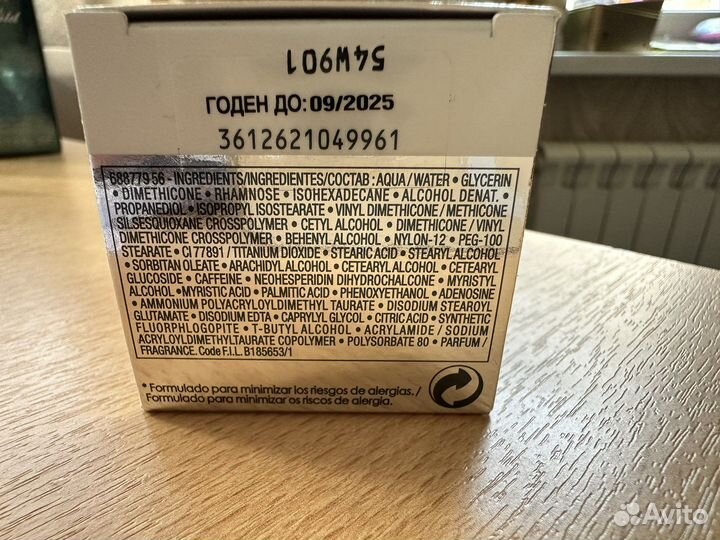 54W901
ГОДЕН ДО: 09/2025
3612621049961
688779 56 - INGREDIENTS/INGREDIENTES/СОСТАВ : AQUA/WATER • GLYCERIN
• DIMETHICONE • RHAMNOSE • ISOHEXADECANE • ALCOHOL DENAT. •
PROPANEDIOL • ISOPROPYL ISOSTEARATE • VINYL DIMETHICONE / METHICONE
SILSESQUIOXANE CROSSPOLYMER • CETYL ALCOHOL • DIMETHICONE / VINYL
DIMETHICONE CROSSPOLYMER • BEHENYL ALCOHOL • NYLON-12 • PEG-100
STEARATE • CI 77891 / TITANIUM DIOXIDE • STEARIC ACID • STEARYL ALCOHOL
• SORBITAN OLEATE • ARACHIDYL ALCOHOL • CETEARYL ALCOHOL • CETEARYL
GLUCOSIDE • CAFFEINE • NEOHESPERIDIN DIHYDROCHALCONE • MYRISTYL
ALCOHOL • MYRISTIC ACID • PALMITIC ACID • PHENOXYETHANOL • ADENOSINE
• AMMONIUM POLYACRYLOYLDIMETHYL TAURATE • DISODIUM STEAROYL
GLUTAMATE • DISODIUM EDTA • CAPRYLYL GLYCOL • CITRIC ACID • SYNTHETIC
FLUORPHLOGOPITE • T-BUTYL ALCOHOL • ACRYLAMIDE / SODIUM
ACRYLOYLDIMETHYLTAURATE COPOLYMER • POLYSORBATE 80 • PARFUM /
FRAGRANCE. Code F.I.L. B185653/1
* Formulado para minimizar los riesgos de alergias. /
Formulado para minimizar os riscos de alergia.
Avito